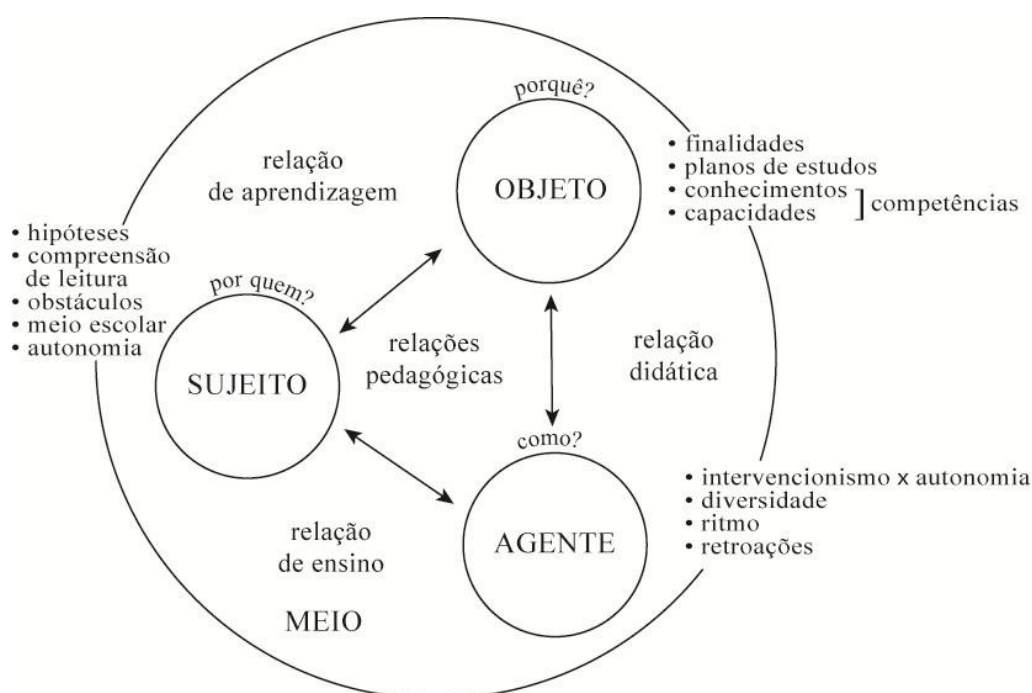 porquê?
OBJETO
• finalidades
• planos de estudos
• conhecimentos
• capacidades
] competências
relação
de aprendizagem
• hipóteses
• compreensão
de leitura
• obstáculos
• meio escolar
• autonomia
por quem?
SUJEITO
relações
pedagógicas
relação
didática
como?
AGENTE
• intervencionismo x autonomia
• diversidade
• ritmo
• retroações
relação
de ensino
MEIO